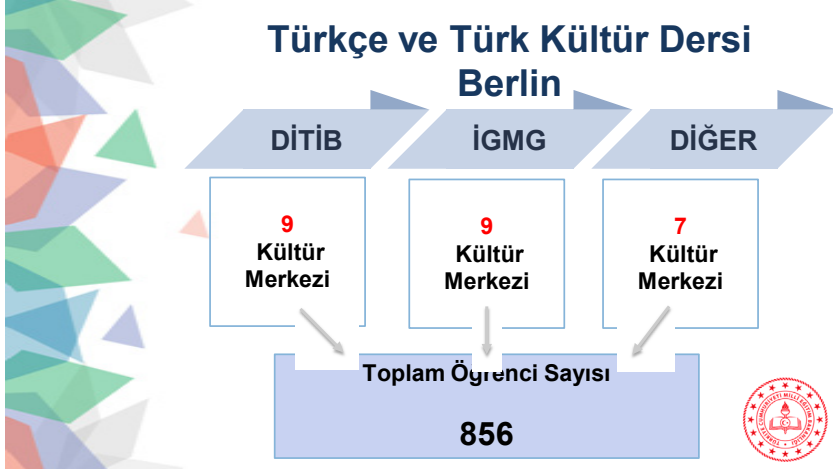 Türkçe ve Türk Kültür Dersi
Berlin
DİTİB
İGMG
DİĞER
9
Kültür
Merkezi
9
Kültür
Merkezi
7
Kültür
Merkezi
Toplam Öğrenci Sayısı
856